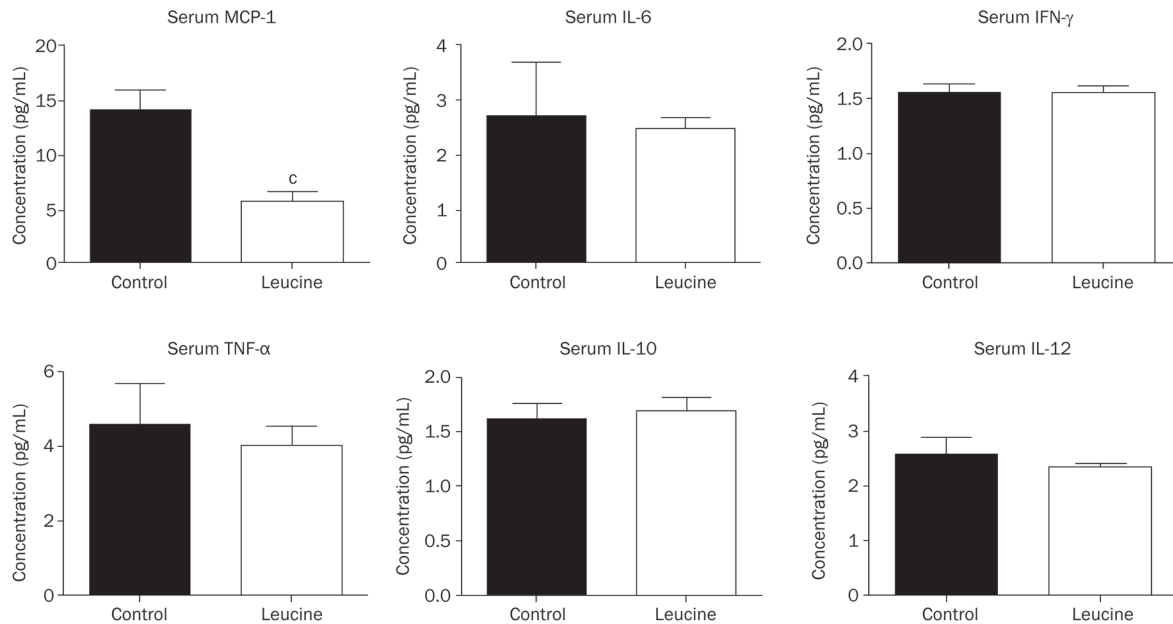 Serum MCP-1
Concentration (pg/mL)
20
15
10
5
0
c
Control
Leucine
Serum IL-6
Concentration (pg/mL)
4
3
2
1
0
Control
Leucine
Serum IFN-γ
Concentration (pg/mL)
2.0
1.5
1.0
0.5
0.0
Control
Leucine
Serum TNF-α
Concentration (pg/mL)
6
4
2
0
Control
Leucine
Serum IL-10
Concentration (pg/mL)
2.0
1.5
1.0
0.5
0.0
Control
Leucine
Serum IL-12
Concentration (pg/mL)
4
3
2
1
0
Control
Leucine